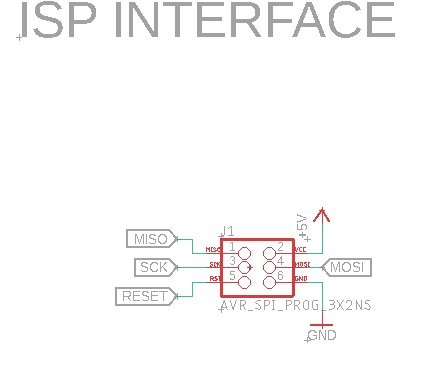 ISP INTERFACE
+5V
J1
MISO
MISO 1 2 VCC
SCK
SCK 3 4 MOSI
MOSI
RESET
RST 5 6 GND
AVR_SPI_PROG_3X2NS
GND